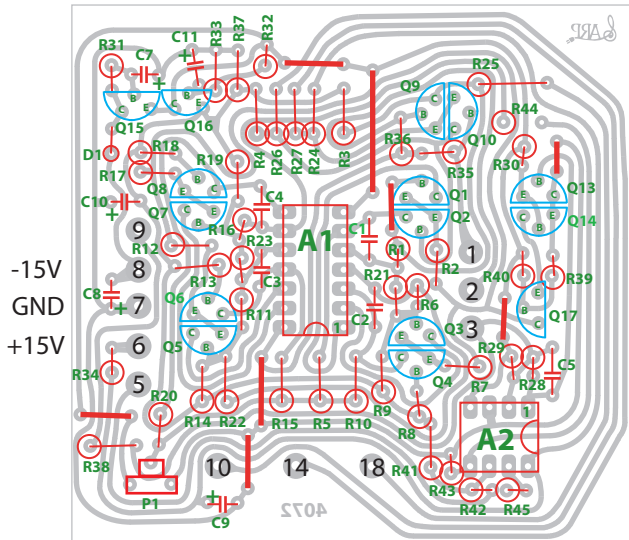 ARP
R31
C7
C11
R33
R37
R32
R25
Q9
R44
Q15
Q16
Q10
D1
R18
R17
R19
R4
R26
R27
R24
R3
R36
R35
R30
Q8
Q7
C4
Q1
Q2
Q13
Q14
C10
R16
9
R12
R23
A1
C1
R1
R2
1
-15V
8
R13
C3
R21
R40
R39
GND
C8
7
Q6
R11
C2
R6
2
Q17
+15V
6
Q5
1
Q3
3
R34
5
Q4
R29
R28
C5
R7
R20
R14
R22
R15
R5
R10
R9
R8
1
A2
R38
P1
10
14
18
R41
R43
R42
R45
C9
4072
B
C
E
B
C
E
B
C
E
B
C
E
B
C
E
B
C
E
B
C
E
B
C
E
B
C
E
B
C
E
B
C
E
B
C
E
B
C
E
B
C
E
B
C
E
+
+
+
+
+